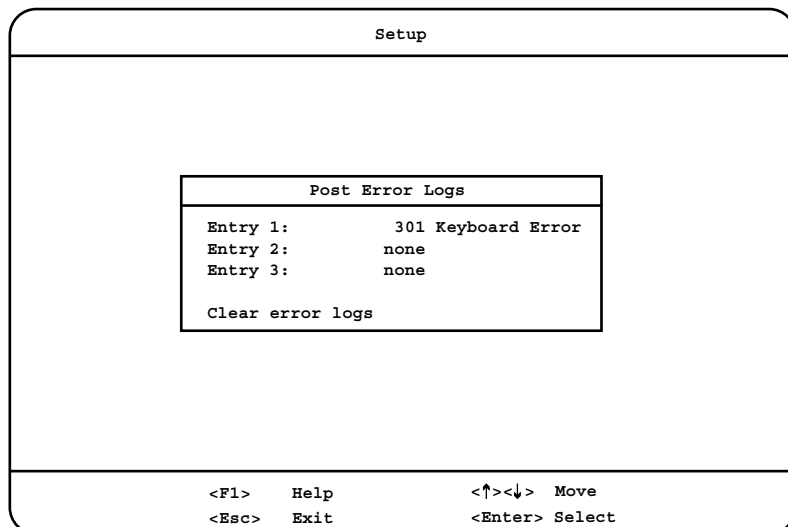 Setup
Post Error Logs
Entry 1: 301 Keyboard Error
Entry 2: none
Entry 3: none
Clear error logs
<F1> Help <↑><↓> Move
<Esc> Exit <Enter> Select